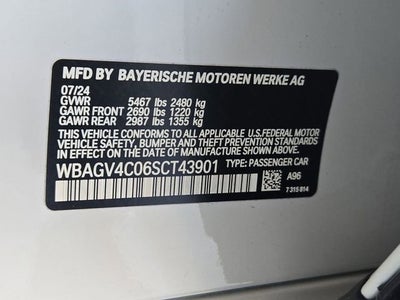 MFD BY BAYERISCHE MOTOREN WERKE AG
07/24
GVWR 5467 lbs 2480 kg
GAWR FRONT 2690 lbs 1220 kg
GAWR REAR 2987 lbs 1355 kg
THIS VEHICLE CONFORMS TO ALL APPLICABLE U.S.FEDERAL MOTOR
VEHICLE SAFETY, BUMPER AND THEFT PREVENTION STANDARDS
IN EFFECT ON THE DATE OF MANUFACTURE SHOWN ABOVE.
WBAGV4C06SCT43901 TYPE: PASSENGER CAR
A96
7 315 814